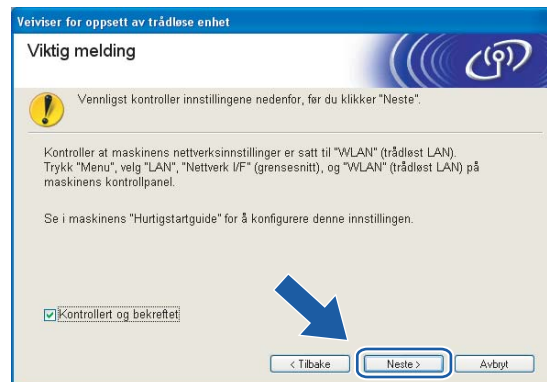 Veiviser for oppsett av trådløse enhet
Viktig melding
Vennligst kontroller innstillingene nedenfor, før du klikker "Neste".
Kontroller at maskinens nettverksinnstillinger er satt til "WLAN" (trådløst LAN).
Trykk "Menu", velg "LAN", "Nettverk I/F" (grensesnitt), og "WLAN" (trådløst LAN) på
maskinens kontrollpanel.
Se i maskinens "Hurtigstartguide" for å konfigurere denne innstillingen.
Kontrollert og bekreftet
< Tilbake
Neste >
Avbryt